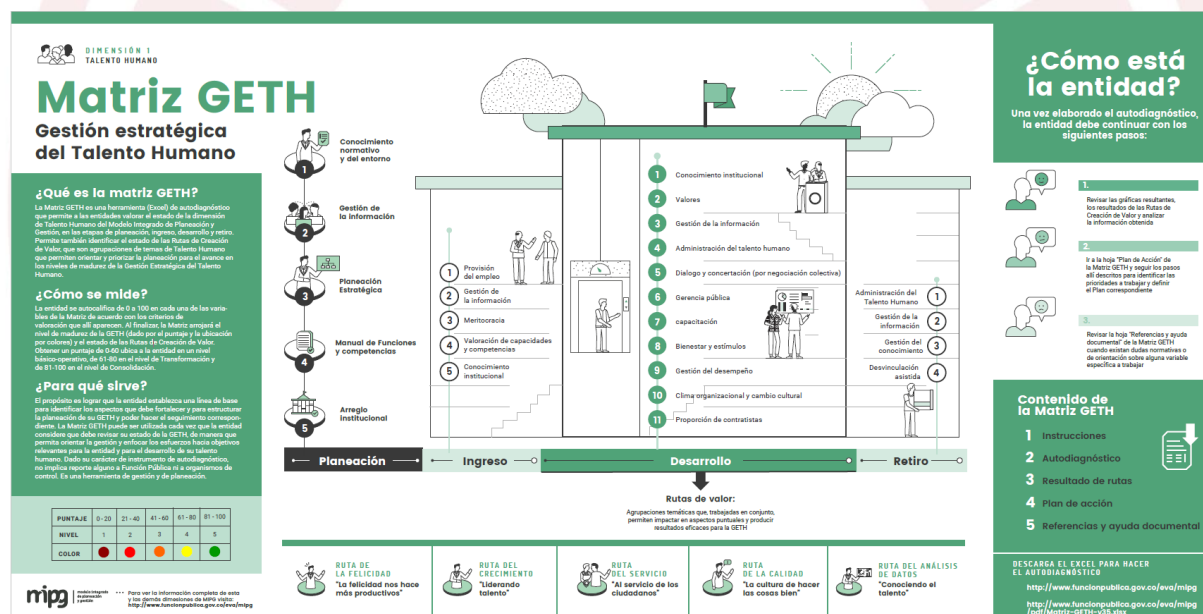 DIMENSIÓN 1
TALENTO HUMANO
Matriz GETH
Gestión estratégica
del Talento Humano
¿Qué es la matriz GETH?
La Matriz GETH es una herramienta (Excel) de autodiagnóstico
que permite a las entidades valorar el estado de la dimensión
de Talento Humano del Modelo Integrado de Planeación y
Gestión, en las etapas de planeación, ingreso, desarrollo y retiro.
Permite también identificar el estado de las Rutas de Creación
de Valor, que son agrupaciones de temas de Talento Humano
que permiten orientar y priorizar la planeación para el avance en
los niveles de madurez de la Gestión Estratégica del Talento
Humano.
¿Cómo se mide?
La entidad se autocalifica de 0 a 100 en cada una de las varia-
bles de la Matriz de acuerdo con los criterios de
valoración que allí aparecen. Al finalizar, la Matriz arrojará el
nivel de madurez de la GETH (dado por el puntaje y la ubicación
por colores) y el estado de las Rutas de Creación de Valor.
Obtener un puntaje de 0-60 ubica a la entidad en un nivel
básico-operativo, de 61-80 en el nivel de Transformación y
de 81-100 en el nivel de Consolidación.
¿Para qué sirve?
El propósito es lograr que la entidad establezca una línea de base
para identificar los aspectos que debe fortalecer y para estructurar
la planeación de su GETH y poder hacer el seguimiento correspon-
diente. La Matriz GETH puede ser utilizada cada vez que la entidad
considere que debe revisar su estado de la GETH, de manera que
permita orientar la gestión y enfocar los esfuerzos hacia objetivos
relevantes para la entidad y para el desarrollo de su talento
humano. Dado su carácter de instrumento de autodiagnóstico,
no implica reporte alguno a Función Pública ni a organismos de
control. Es una herramienta de gestión y de planeación.
PUNTAJE 0-20 21-40 41-60 61-80 81-100
NIVEL 1 2 3 4 5
COLOR
mipg modelo integrado de planeación y gestión
Para ver la información completa de esta
y las demás dimensiones de MIPG visita:
http://www.funcionpublica.gov.co/eva/mipg
1 Conocimiento
normativo
y del entorno
2 Gestión de
la información
3 Planeación
Estratégica
4 Manual de Funciones
y competencias
5 Arreglo
Institucional
Planeación
1 Provisión
del empleo
2 Gestión de
la información
3 Meritocracia
4 Valoración de capacidades
y competencias
5 Conocimiento
institucional
Ingreso
1 Conocimiento institucional
2 Valores
3 Gestión de la información
4 Administración del talento humano
5 Dialogo y concertación (por negociación colectiva)
6 Gerencia pública
7 capacitación
8 Bienestar y estímulos
9 Gestión del desempeño
10 Clima organizacional y cambio cultural
11 Proporción de contratistas
Desarrollo
Administración del
Talento Humano 1
Gestión de la
información 2
Gestión del
conocimiento 3
Desvinculación
asistida 4
Retiro
Rutas de valor:
Agrupaciones temáticas que, trabajadas en conjunto,
permiten impactar en aspectos puntuales y producir
resultados eficaces para la GETH
RUTA DE
LA FELICIDAD
"La felicidad nos hace
más productivos"
RUTA DEL
CRECIMIENTO
"Liderando
talento"
RUTA
DEL SERVICIO
"Al servicio de los
ciudadanos"
RUTA
DE LA CALIDAD
"La cultura de hacer
las cosas bien"
RUTA DEL ANÁLISIS
DE DATOS
"Conociendo el
talento"
¿Cómo está
la entidad?
Una vez elaborado el autodiagnóstico,
la entidad debe continuar con los
siguientes pasos:
1.
Revisar las gráficas resultantes,
los resultados de las Rutas de
Creación de Valor y analizar
la información obtenida
2.
Ir a la hoja "Plan de Acción" de
la Matriz GETH y seguir los pasos
allí descritos para identificar las
prioridades a trabajar y definir
el Plan correspondiente
3.
Revisar la hoja "Referencias y ayuda
documental" de la Matriz GETH
cuando existan dudas normativas o
de orientación sobre alguna variable
específica a trabajar
Contenido de
la Matriz GETH
1 Instrucciones
2 Autodiagnóstico
3 Resultado de rutas
4 Plan de acción
5 Referencias y ayuda documental
DESCARGA EL EXCEL PARA HACER
EL AUTODIAGNÓSTICO
http://www.funcionpublica.gov.co/eva/mipg
http://www.funcionpublica.gov.co/eva/mipg
/pdf/Matriz-GETH-v35.xlsx